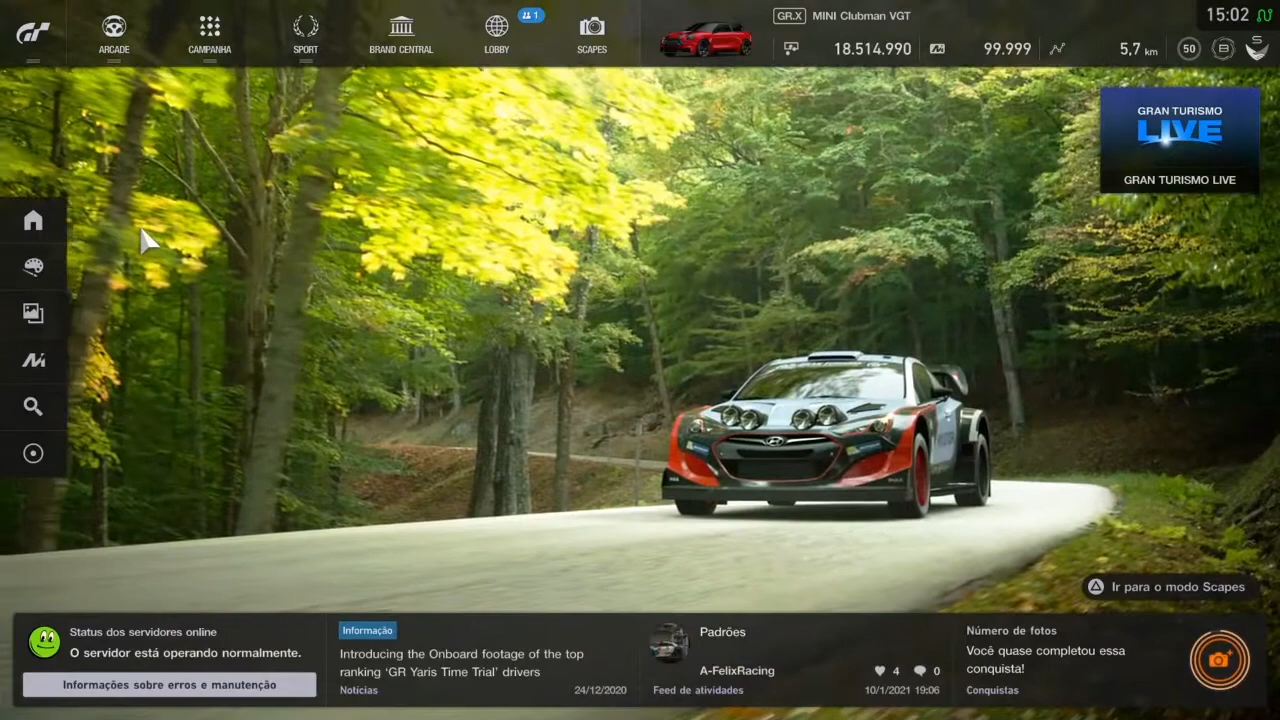 ARCADE
CAMPANHA
SPORT
BRAND CENTRAL
1
LOBBY
SCAPES
GR.X MINI Clubman VGT
18.514.990
99.999
5,7 km
50
B
S
15:02
GRAN TURISMO
LIVE
GRAN TURISMO LIVE
Ir para o modo Scapes
Status dos servidores online
O servidor está operando normalmente.
Informações sobre erros e manutenção
Informação
Introducing the Onboard footage of the top
ranking ‘GR Yaris Time Trial’ drivers
Notícias 24/12/2020
Padrões
A-FelixRacing 4 0
Feed de atividades 10/1/2021 19:06
Número de fotos
Você quase completou essa
conquista!
Conquistas